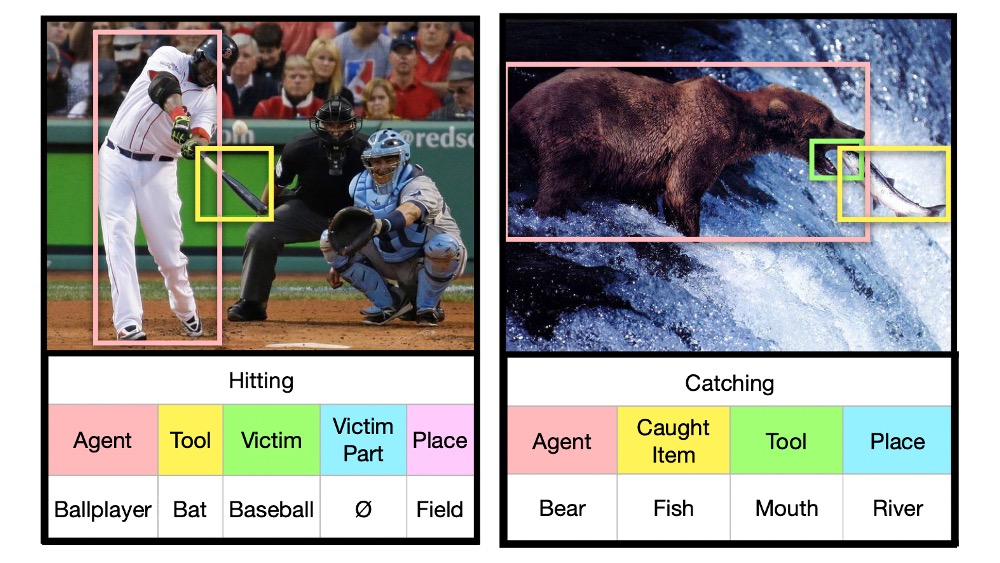 @redso
Hitting
Agent Tool Victim Victim Part Place
Ballplayer Bat Baseball Ø Field
Catching
Agent Caught Item Tool Place
Bear Fish Mouth River